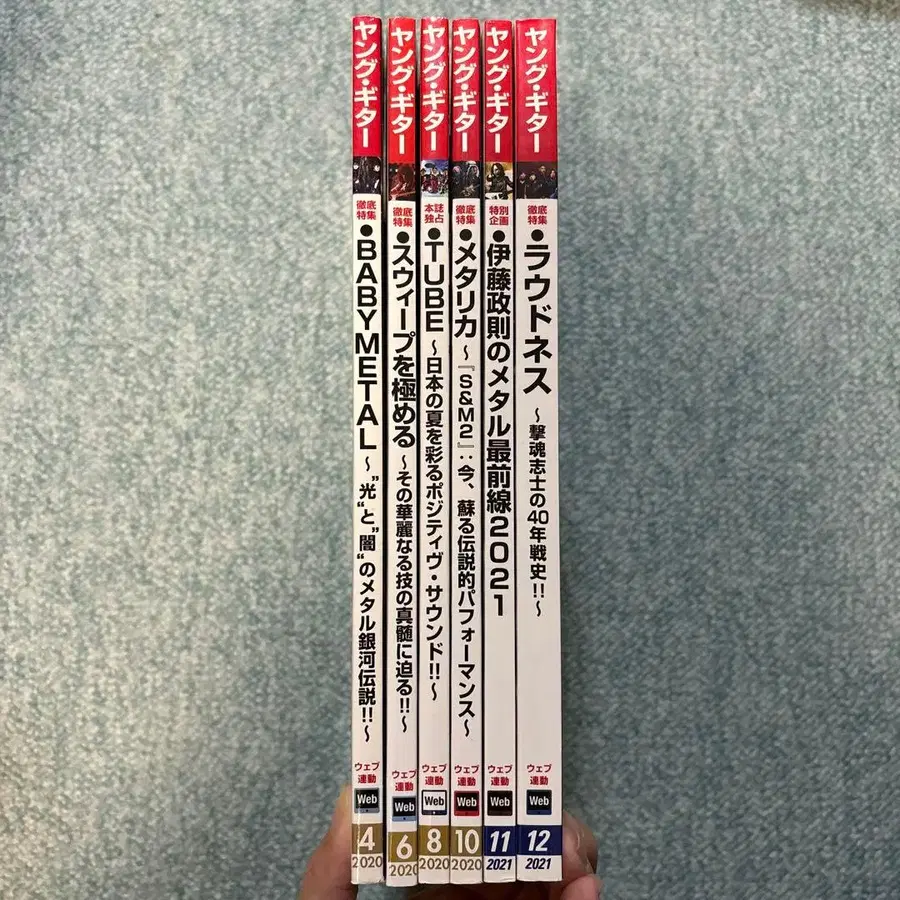 ヤング・ギター
徹底
特集
●BABYMETAL ～"光"と"闇"のメタル銀河伝説!!～
ウェブ
連動
Web
4
2020
ヤング・ギター
徹底
特集
●スウィープを極める ～その華麗なる技の真髄に迫る!!～
ウェブ
連動
Web
6
2020
ヤング・ギター
本誌
独占
●TUBE ～日本の夏を彩るポジティヴ・サウンド!!～
ウェブ
連動
Web
8
2020
ヤング・ギター
徹底
特集
●メタリカ ～『S&M2』：今、蘇る伝説的パフォーマンス～
ウェブ
連動
Web
10
2020
ヤング・ギター
特別
企画
●伊藤政則のメタル最前線2021
ウェブ
連動
Web
11
2021
ヤング・ギター
徹底
特集
●ラウドネス ～撃魂志士の40年戦史!!～
ウェブ
連動
Web
12
2021